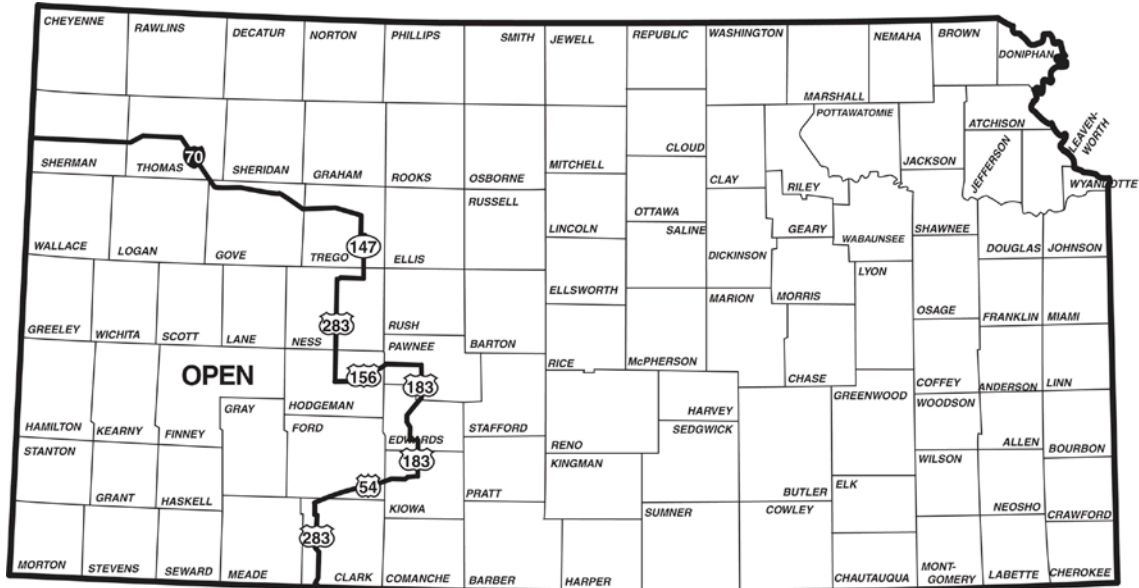 CHEYENNE
RAWLINS
DECATUR
NORTON
PHILLIPS
SMITH
JEWELL
REPUBLIC
WASHINGTON
MARSHALL
NEMAHA
BROWN
DONIPHAN
SHERMAN
THOMAS
70
SHERIDAN
GRAHAM
ROOKS
OSBORNE
MITCHELL
CLOUD
CLAY
POTTAWATOMIE
RILEY
JACKSON
ATCHISON
JEFFERSON
LEAVEN-
WORTH
WYANDOTTE
WALLACE
LOGAN
GOVE
TREGO
147
ELLIS
RUSSELL
LINCOLN
OTTAWA
SALINE
DICKINSON
GEARY
WABAUNSEE
SHAWNEE
DOUGLAS
JOHNSON
GREELEY
WICHITA
SCOTT
LANE
NESS
283
RUSH
BARTON
ELLSWORTH
RICE
McPHERSON
MARION
MORRIS
CHASE
LYON
OSAGE
FRANKLIN
MIAMI
OPEN
HAMILTON
KEARNY
FINNEY
GRAY
HODGEMAN
156
PAWNEE
183
FORD
EDWARDS
183
STAFFORD
RENO
HARVEY
SEDGWICK
BUTLER
GREENWOOD
COFFEY
ANDERSON
LINN
WOODSON
ALLEN
BOURBON
STANTON
GRANT
HASKELL
54
KIOWA
PRATT
KINGMAN
ELK
WILSON
NEOSHO
CRAWFORD
MORTON
STEVENS
SEWARD
MEADE
283
CLARK
COMANCHE
BARBER
HARPER
SUMNER
COWLEY
CHAUTAUQUA
MONT-
GOMERY
LABETTE
CHEROKEE